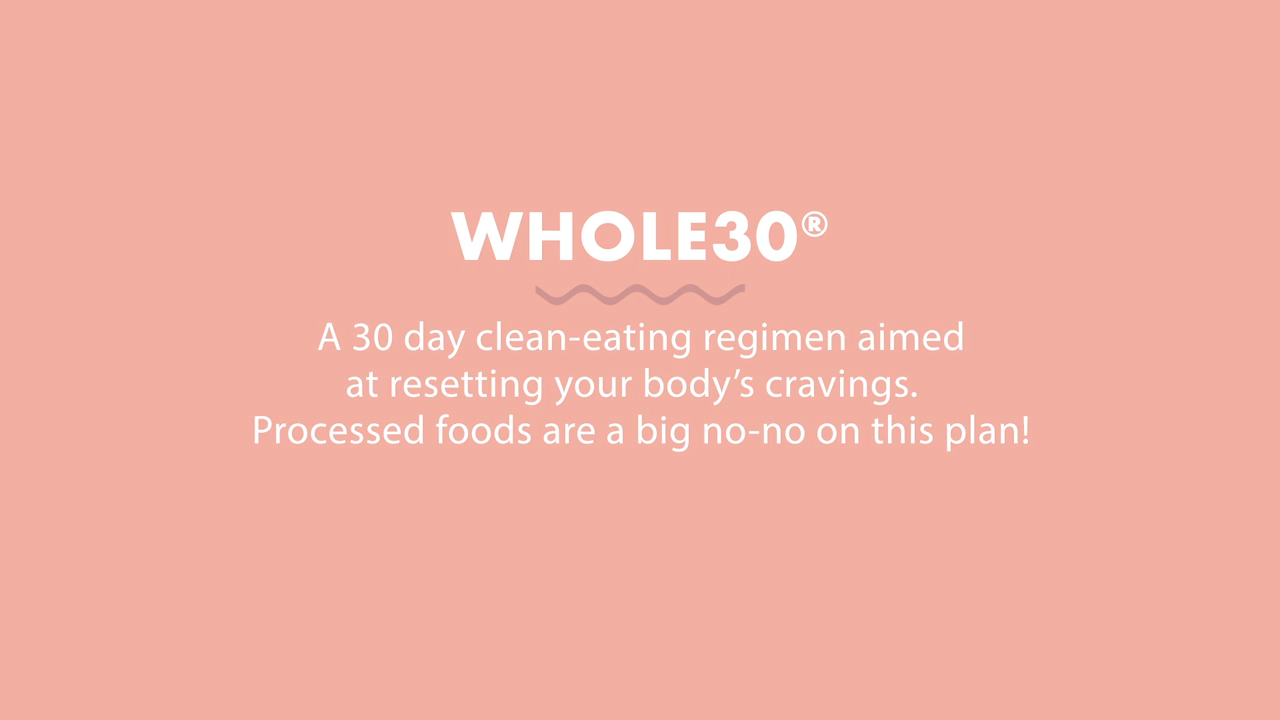 WHOLE30®
A 30 day clean-eating regimen aimed
at resetting your body’s cravings.
Processed foods are a big no-no on this plan!